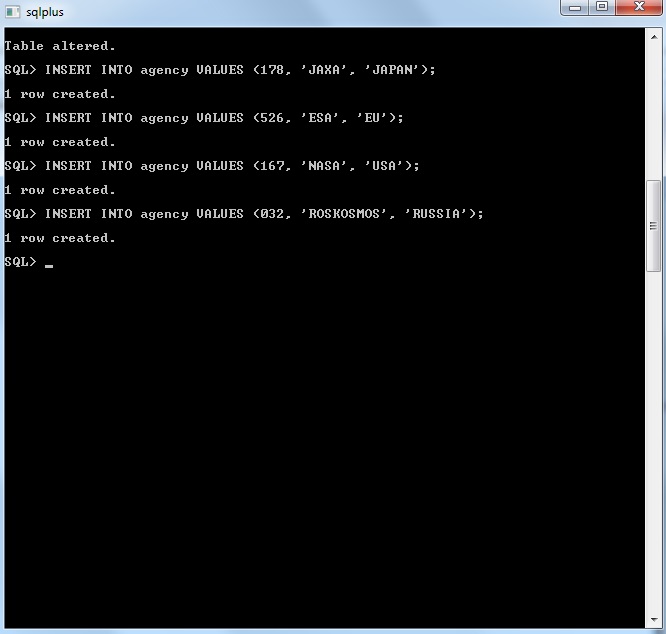 sqlplus
Table altered.
SQL> INSERT INTO agency VALUES (178, 'JAXA', 'JAPAN');
1 row created.
SQL> INSERT INTO agency VALUES (526, 'ESA', 'EU');
1 row created.
SQL> INSERT INTO agency VALUES (167, 'NASA', 'USA');
1 row created.
SQL> INSERT INTO agency VALUES (032, 'ROSKOSMOS', 'RUSSIA');
1 row created.
SQL> _